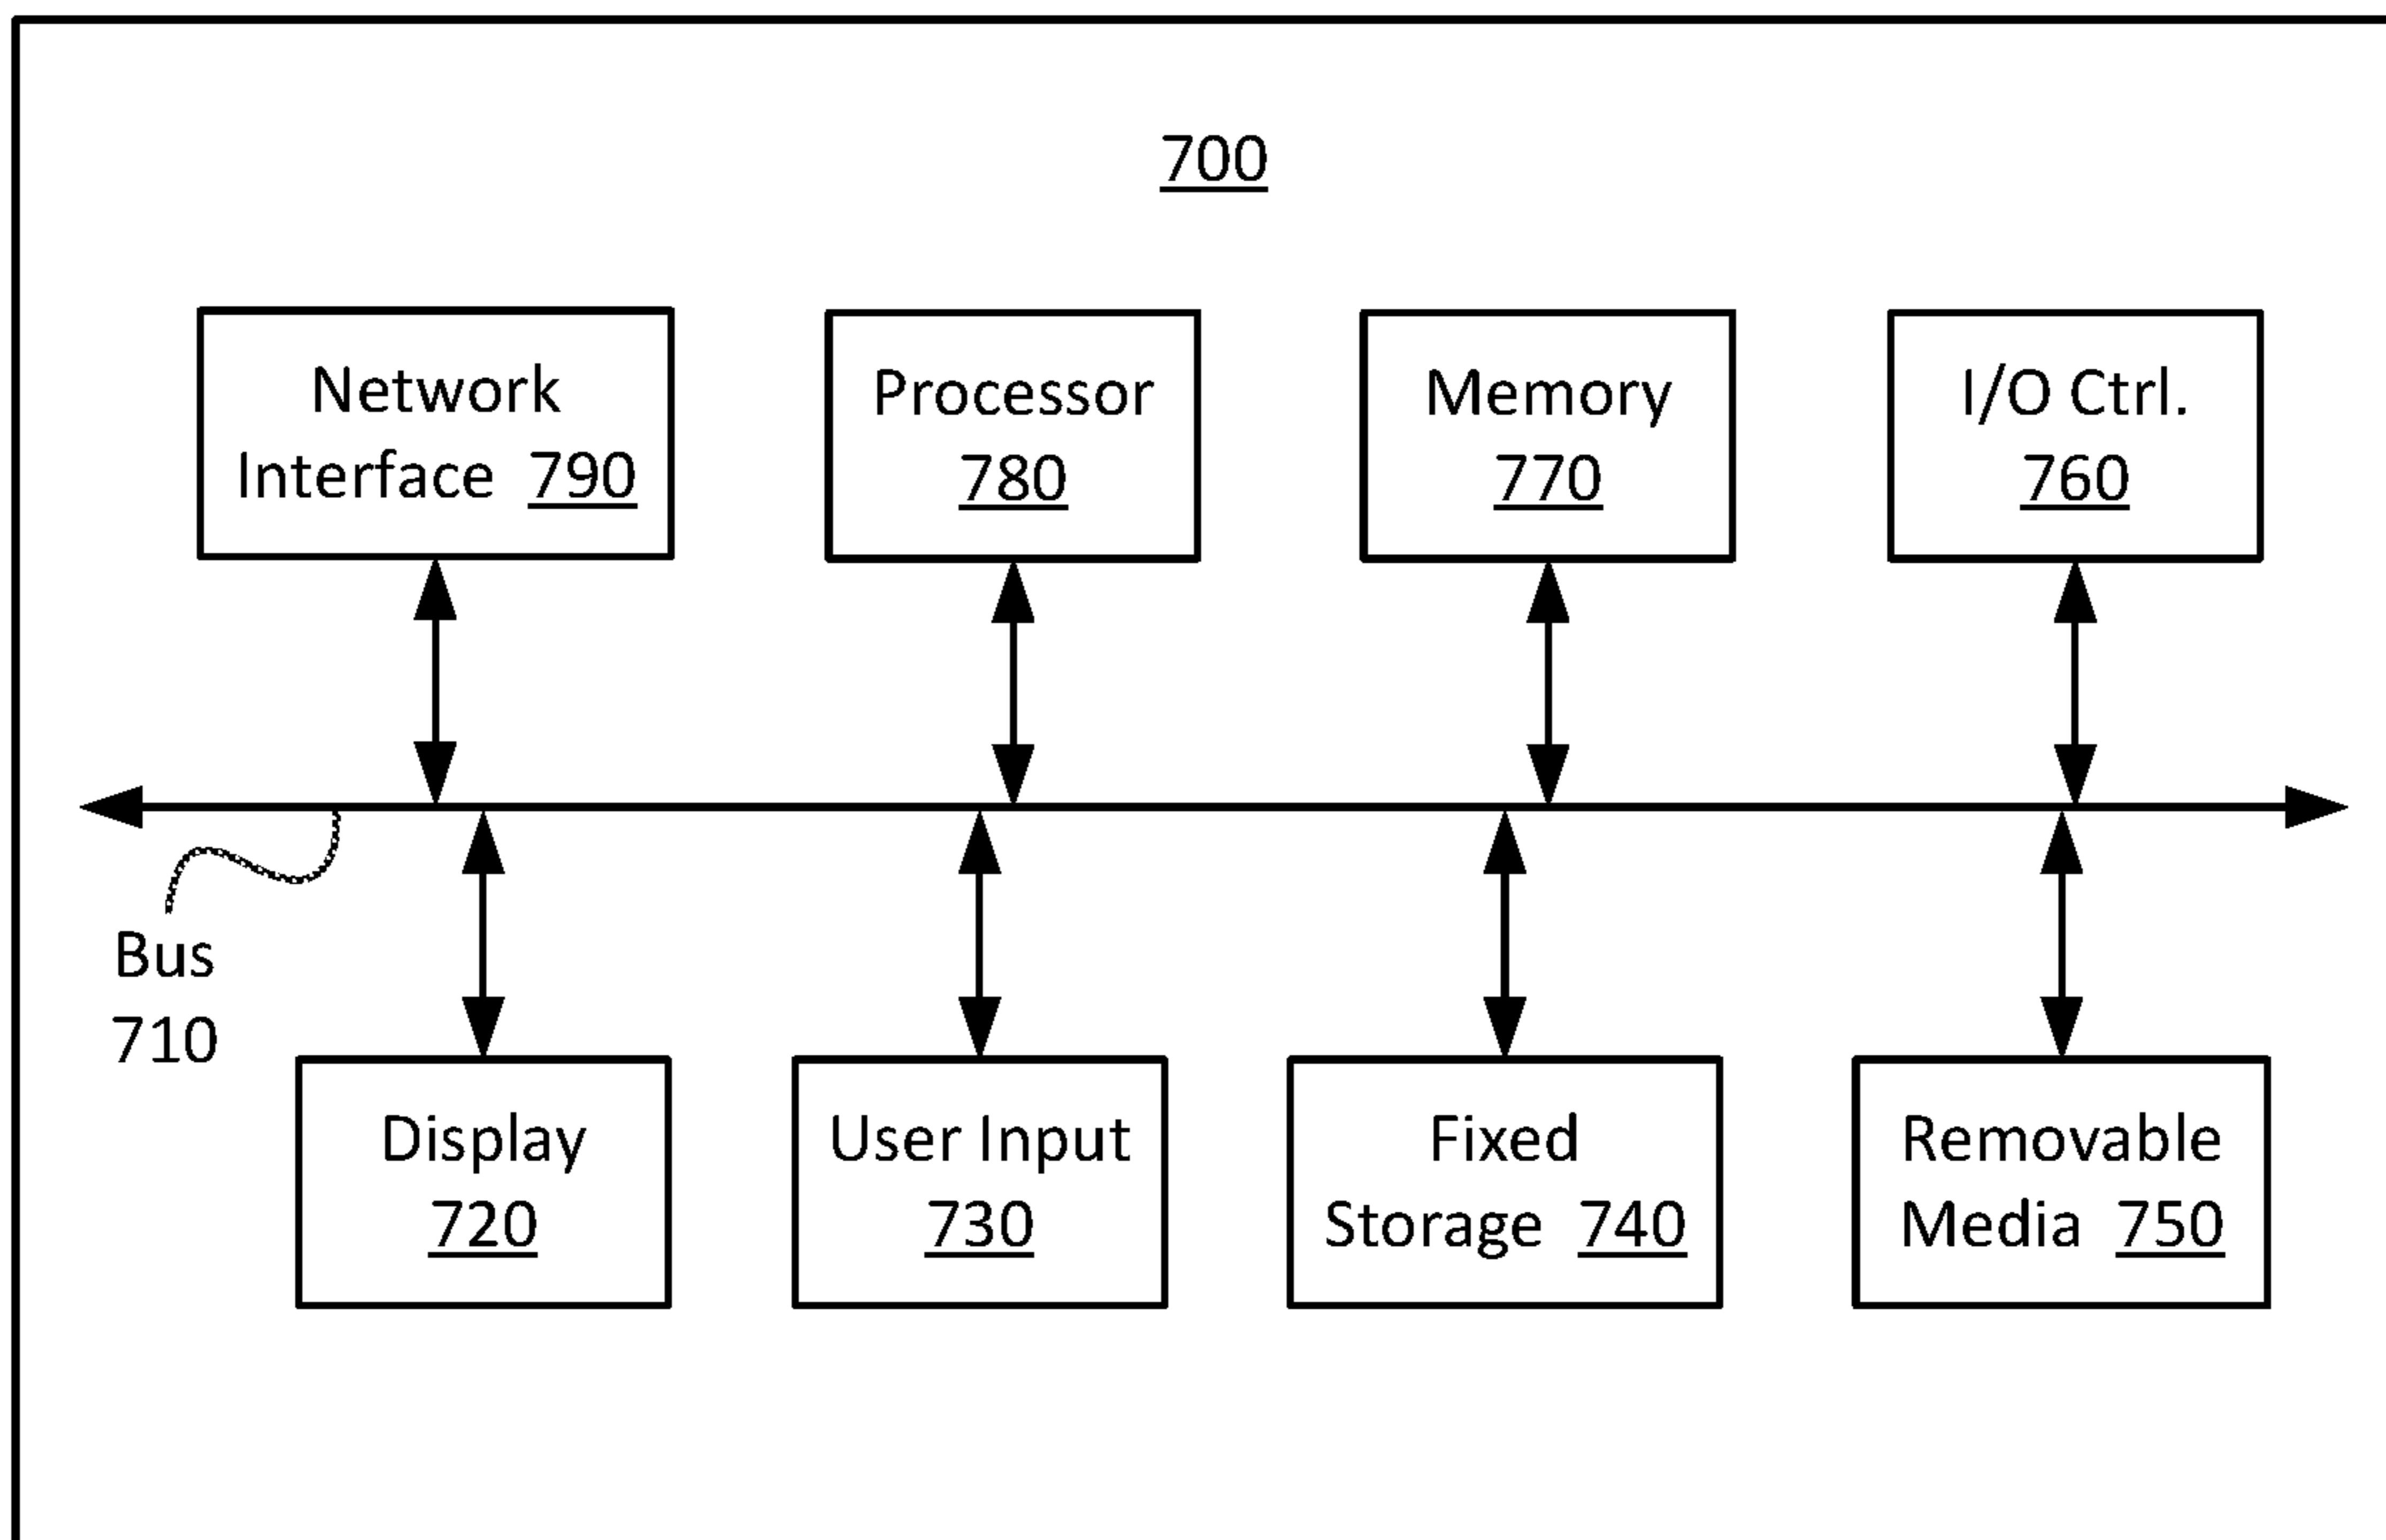 700
Network
Interface 790
Processor
780
Memory
770
I/O Ctrl.
760
Bus
710
Display
720
User Input
730
Fixed
Storage 740
Removable
Media 750